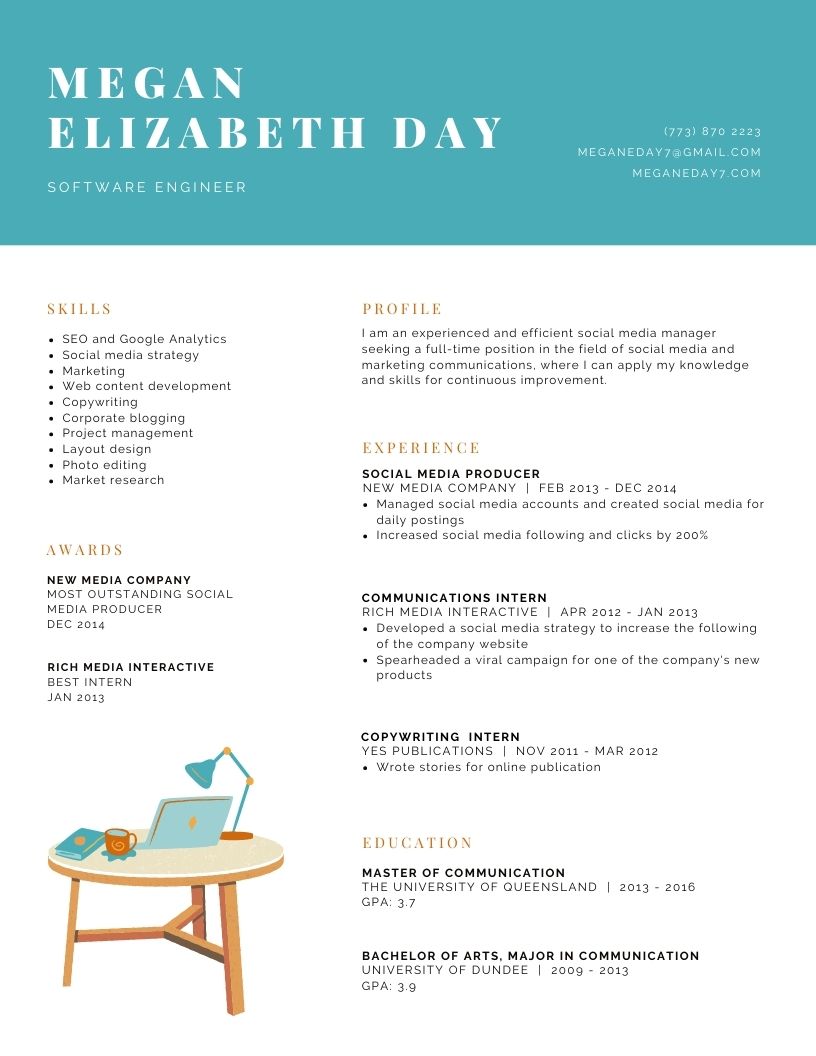 MEGAN
ELIZABETH DAY
SOFTWARE ENGINEER
(773) 870 2223
MEGANEDAY7@GMAIL.COM
MEGANEDAY7.COM
SKILLS
• SEO and Google Analytics
• Social media strategy
• Marketing
• Web content development
• Copywriting
• Corporate blogging
• Project management
• Layout design
• Photo editing
• Market research
AWARDS
NEW MEDIA COMPANY
MOST OUTSTANDING SOCIAL
MEDIA PRODUCER
DEC 2014
RICH MEDIA INTERACTIVE
BEST INTERN
JAN 2013
PROFILE
I am an experienced and efficient social media manager
seeking a full-time position in the field of social media and
marketing communications, where I can apply my knowledge
and skills for continuous improvement.
EXPERIENCE
SOCIAL MEDIA PRODUCER
NEW MEDIA COMPANY | FEB 2013 - DEC 2014
• Managed social media accounts and created social media for
daily postings
• Increased social media following and clicks by 200%
COMMUNICATIONS INTERN
RICH MEDIA INTERACTIVE | APR 2012 - JAN 2013
• Developed a social media strategy to increase the following
of the company website
• Spearheaded a viral campaign for one of the company's new
products
COPYWRITING INTERN
YES PUBLICATIONS | NOV 2011 - MAR 2012
• Wrote stories for online publication
EDUCATION
MASTER OF COMMUNICATION
THE UNIVERSITY OF QUEENSLAND | 2013 - 2016
GPA: 3.7
BACHELOR OF ARTS, MAJOR IN COMMUNICATION
UNIVERSITY OF DUNDEE | 2009 - 2013
GPA: 3.9